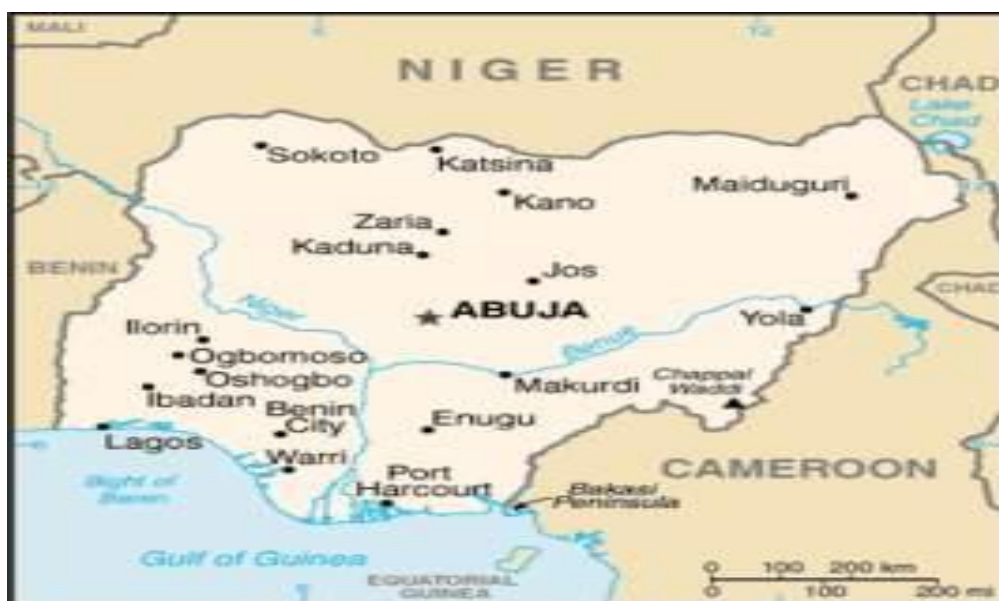 MALI
6
12
NIGER
CHAD
Lake
Chad
Sokoto
Katsina
Kano
Maiduguri
Zaria
Kaduna
BENIN
Jos
CHAD
Niger
ABUJA
Benue
Yola
Ilorin
Ogbomoso
Oshogbo
Makurdi
Chappal
Waddi
Ibadan
Benin
City
Enugu
Lagos
Warri
CAMEROON
Port
Harcourt
Bight of
Benin
Bakasi
Peninsula
Gulf of Guinea
EQUATORIAL
GUINEA
0 100 200 km
0 100 200 mi